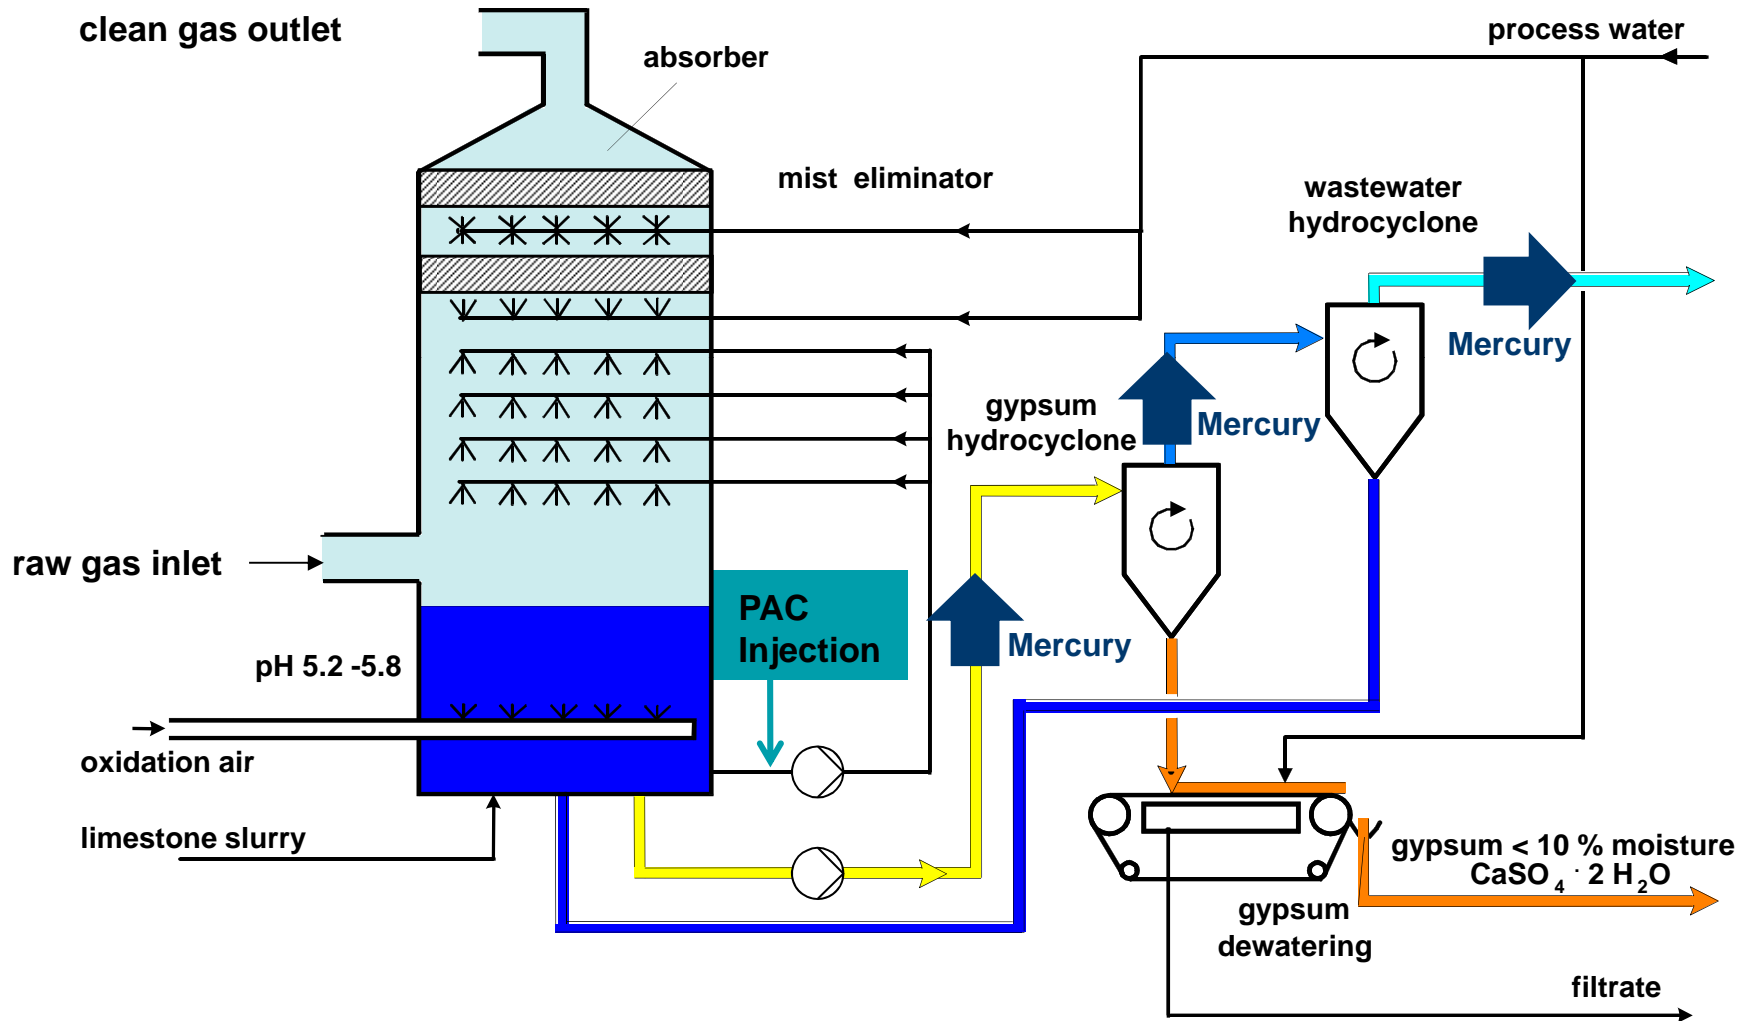 clean gas outlet
process water
absorber
mist eliminator
wastewater
hydrocyclone
Mercury
gypsum
hydrocyclone
Mercury
raw gas inlet
PAC
Injection
Mercury
pH 5.2 -5.8
oxidation air
limestone slurry
gypsum < 10 % moisture
CaSO4 · 2 H2O
gypsum
dewatering
filtrate